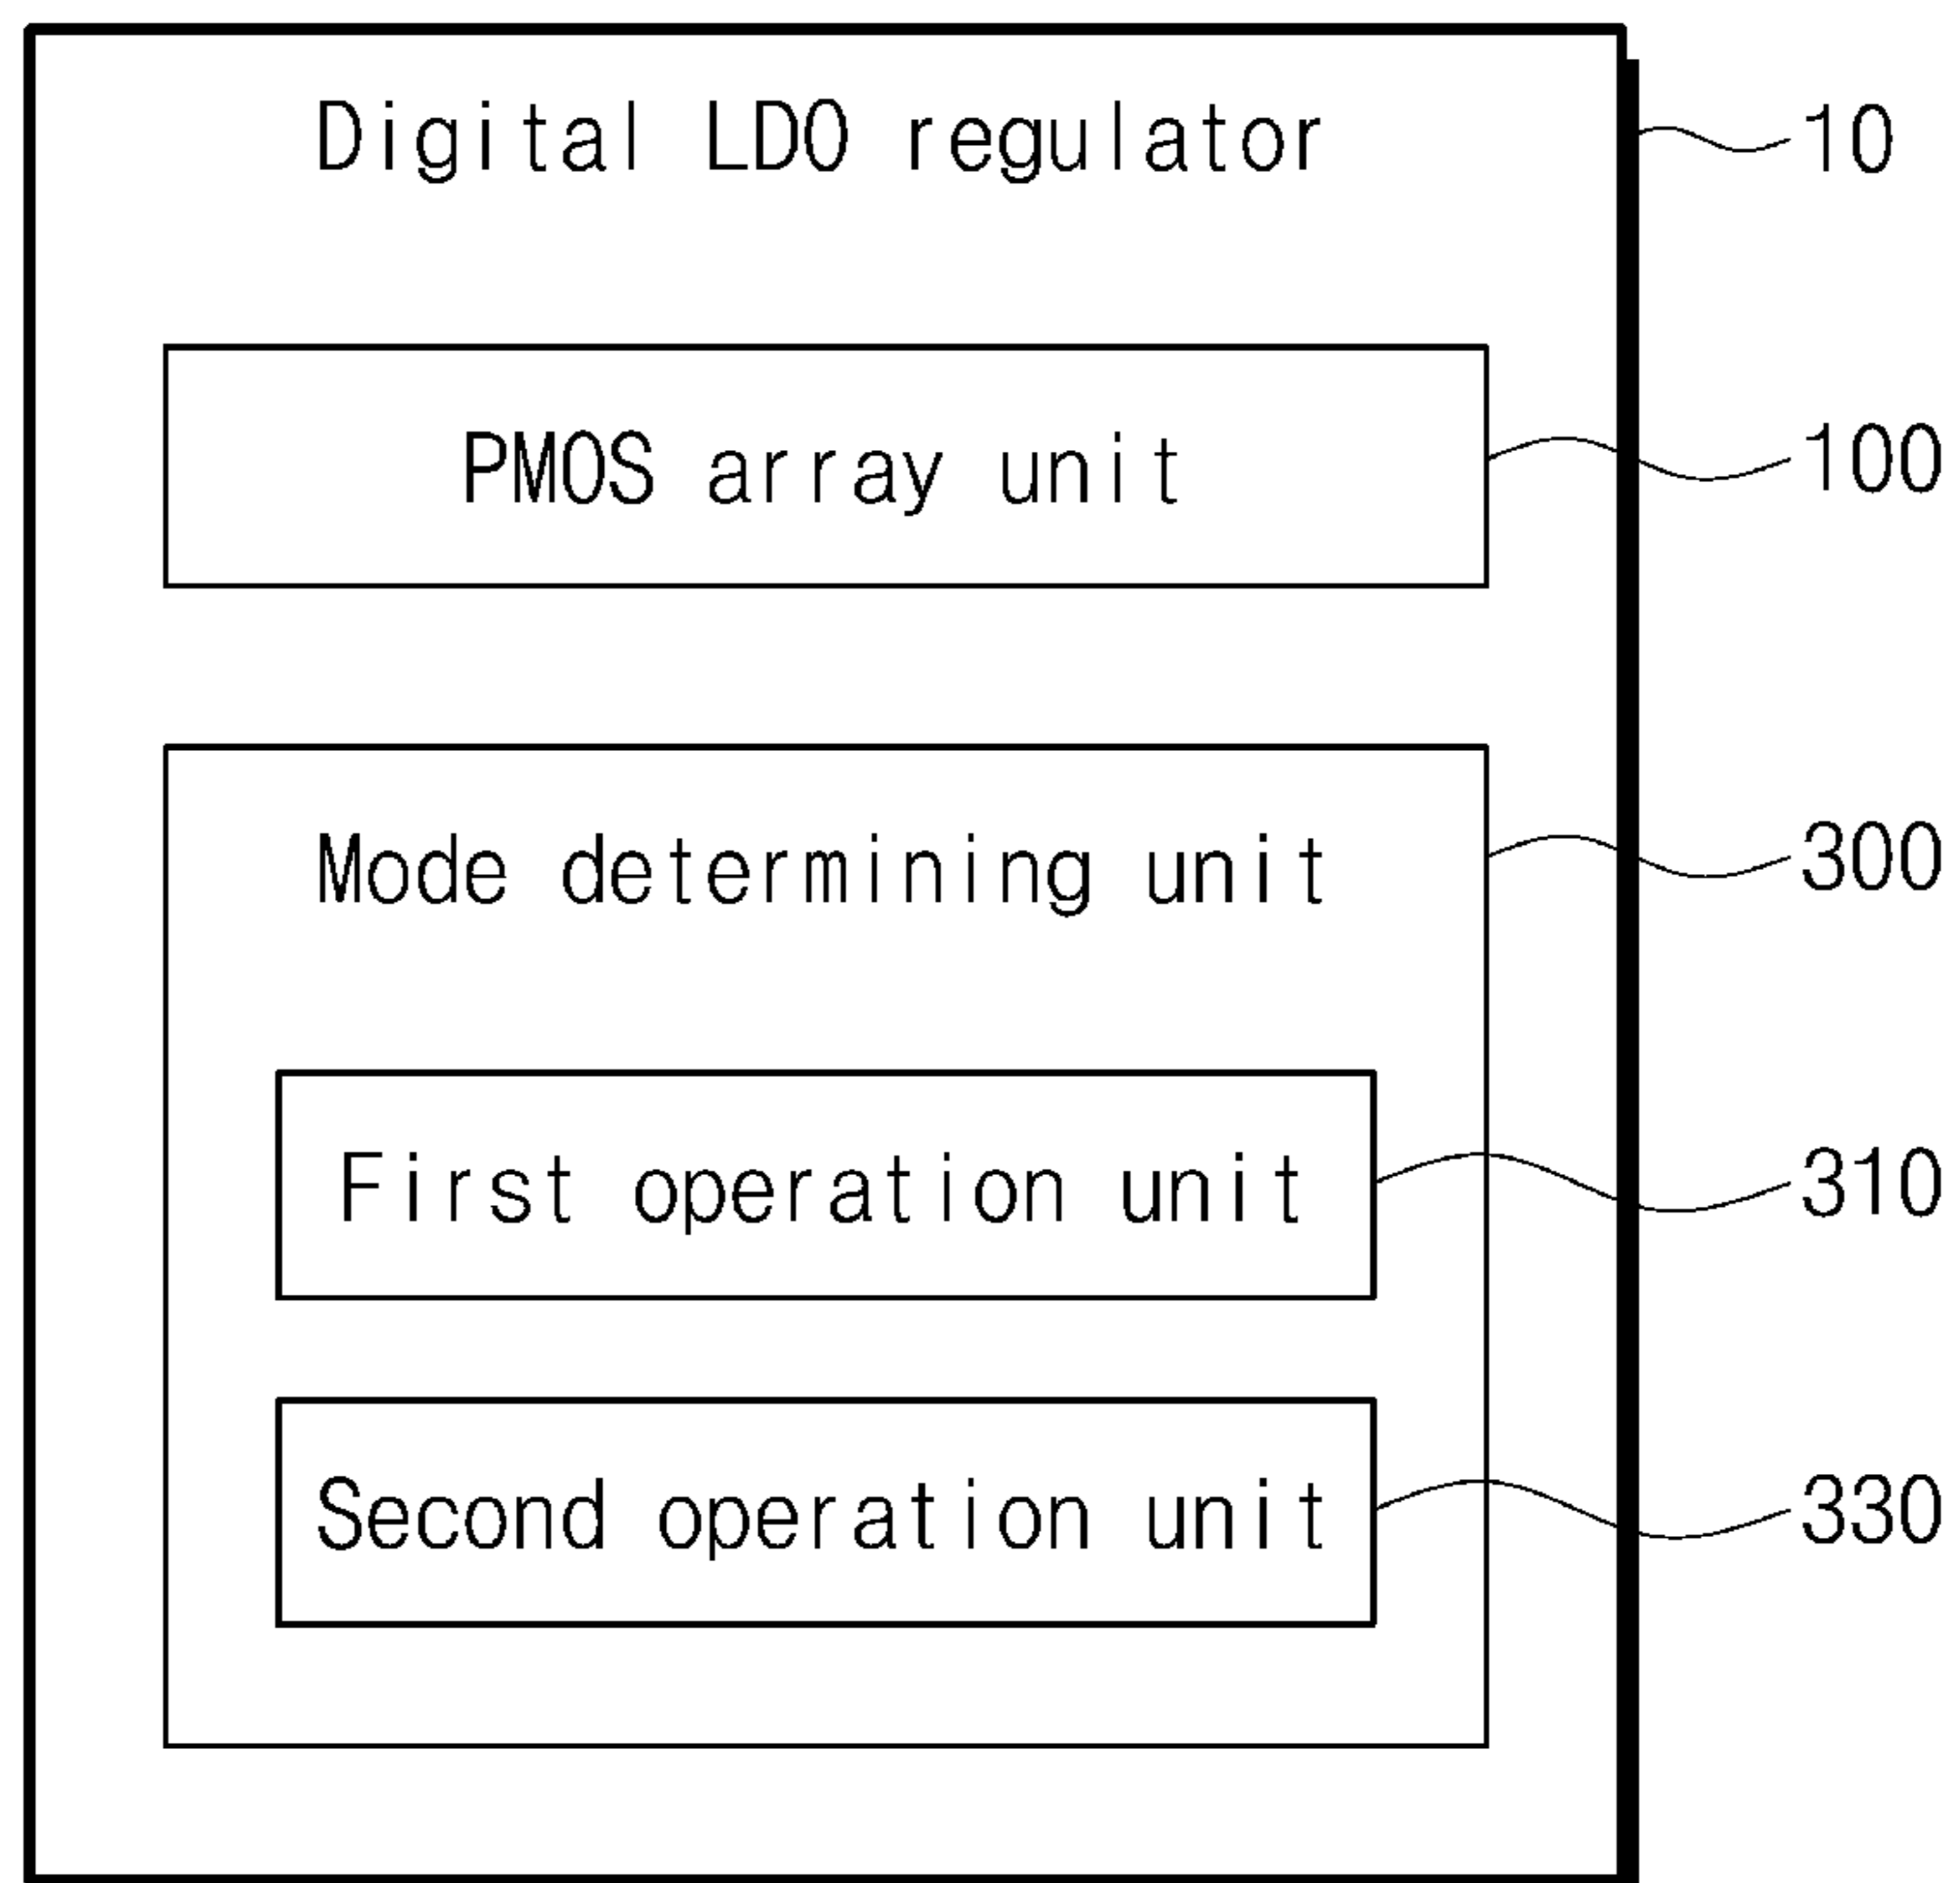 Digital LDO regulator 10
PMOS array unit 100
Mode determining unit 300
First operation unit 310
Second operation unit 330